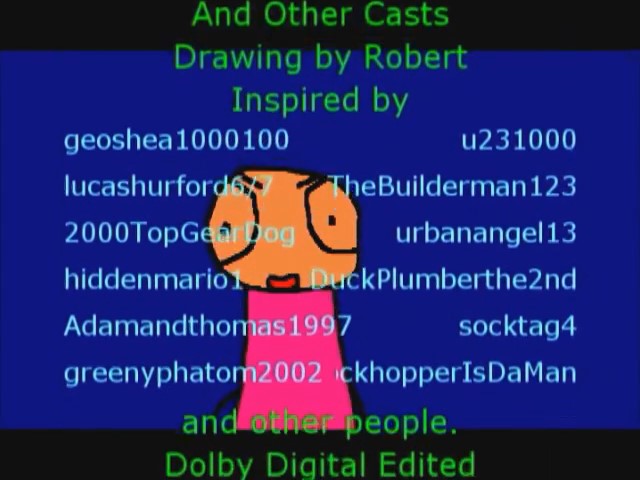 And Other Casts
Drawing by Robert
Inspired by
geoshea1000100 u231000
lucashurford6/7 TheBuilderman123
2000TopGearDog urbanangel13
hiddenmario1 DuckPlumberthe2nd
Adamandthomas1997 socktag4
greenyphatom2002 ckhopperIsDaMan
and other people.
Dolby Digital Edited